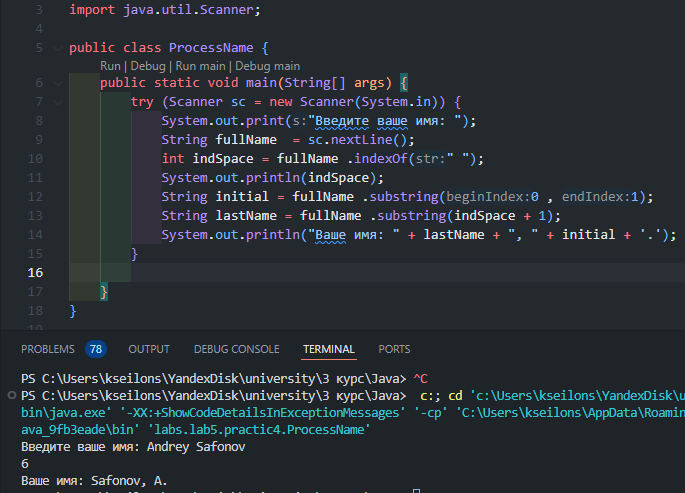 3 import java.util.Scanner;
4
5 public class ProcessName {
Run | Debug | Run main | Debug main
6 public static void main(String[] args) {
7 try (Scanner sc = new Scanner(System.in)) {
8 System.out.print(s:"Введите ваше имя: ");
9 String fullName = sc.nextLine();
10 int indSpace = fullName .indexOf(str:" ");
11 System.out.println(indSpace);
12 String initial = fullName .substring(beginIndex:0 , endIndex:1);
13 String lastName = fullName .substring(indSpace + 1);
14 System.out.println("Ваше имя: " + lastName + ", " + initial + '.');
15 }
16
17 }
18 }
19
PROBLEMS 78 OUTPUT DEBUG CONSOLE TERMINAL PORTS
PS C:\Users\kseilons\YandexDisk\university\3 курс\Java> ^C
PS C:\Users\kseilons\YandexDisk\university\3 курс\Java> c:; cd 'c:\Users\kseilons\YandexDisk\u
bin\java.exe' '-XX:+ShowCodeDetailsInExceptionMessages' '-cp' 'C:\Users\kseilons\AppData\Roamin
ava_9fb3eade\bin' 'labs.lab5.practic4.ProcessName'
Введите ваше имя: Andrey Safonov
6
Ваше имя: Safonov, A.